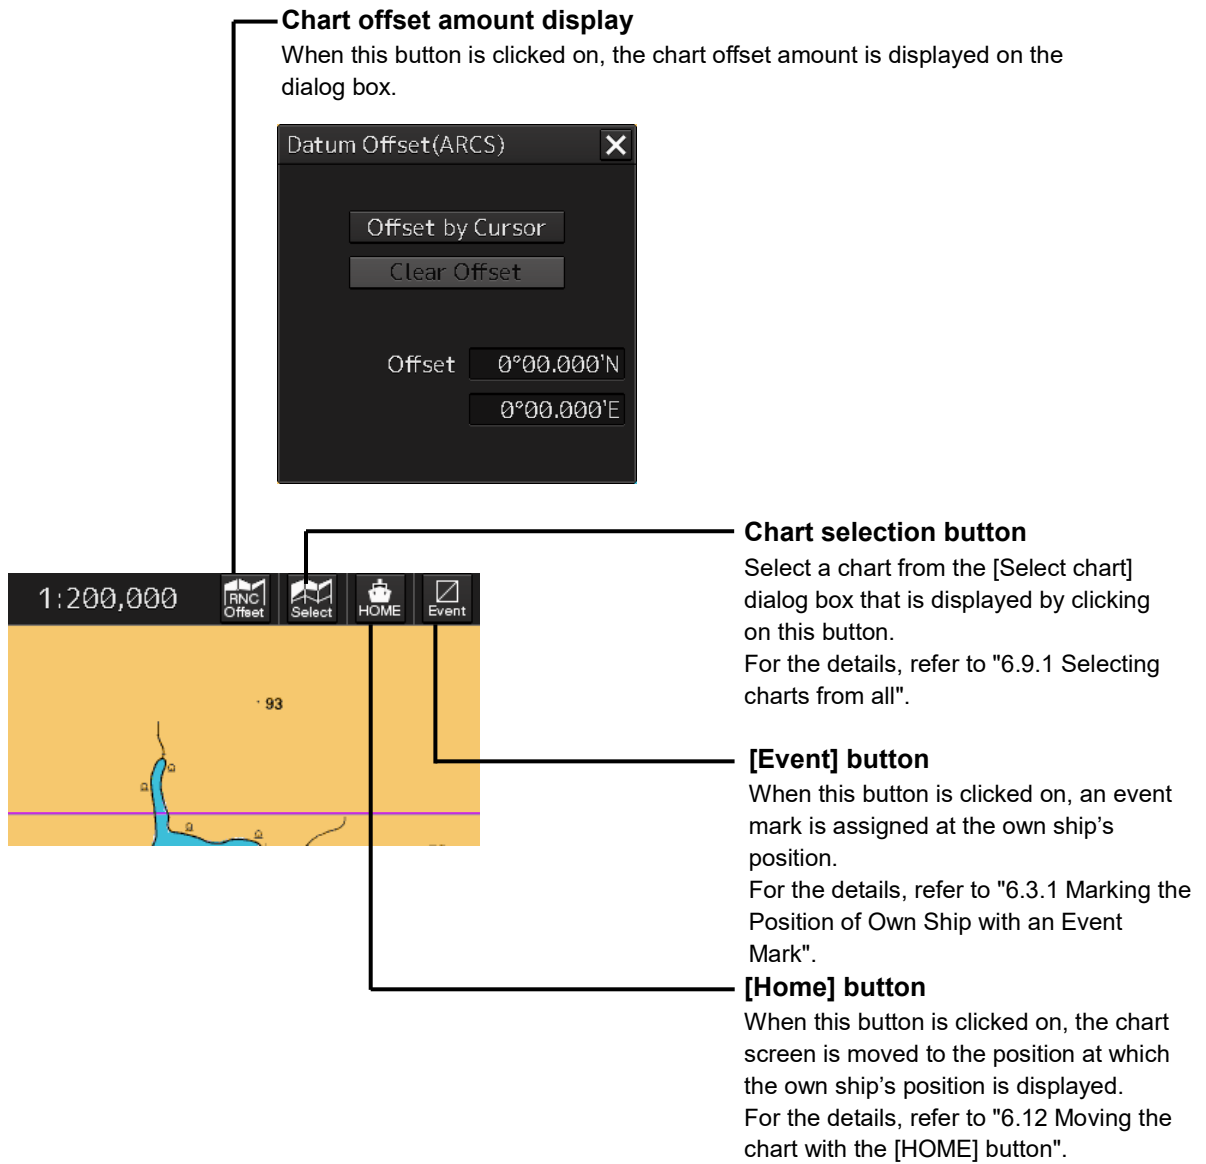 Chart offset amount display
When this button is clicked on, the chart offset amount is displayed on the
dialog box.
Datum Offset(ARCS)
Offset by Cursor
Clear Offset
Offset 0°00.000'N
0°00.000'E
1:200,000
RNC
Offset
Select
HOME
Event
93
Chart selection button
Select a chart from the [Select chart]
dialog box that is displayed by clicking
on this button.
For the details, refer to "6.9.1 Selecting
charts from all".
[Event] button
When this button is clicked on, an event
mark is assigned at the own ship’s
position.
For the details, refer to "6.3.1 Marking the
Position of Own Ship with an Event
Mark".
[Home] button
When this button is clicked on, the chart
screen is moved to the position at which
the own ship’s position is displayed.
For the details, refer to "6.12 Moving the
chart with the [HOME] button".